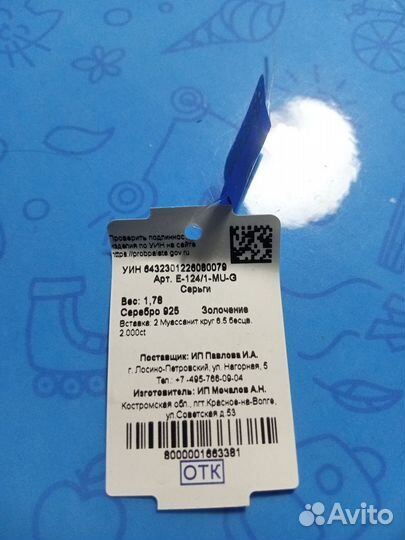 Проверить подлинность
изделия по УИН на сайте
https://probpalata.gov.ru
УИН 6432301226080079
Арт. E-124/1-MU-G
Серьги
Вес: 1,78
Серебро 925 Золочение
Вставка: 2 Муассанит круг 6.5 бесцв.
2.000ct
Поставщик: ИП Павлова И.А.
г. Лосино-Петровский, ул. Нагорная, 5
Тел.: +7 -495-766-09-04
Изготовитель: ИП Мочалов А.Н.
Костромская обл., пгт.Красное-на-Волге,
ул.Советская д.53
8000001663381
ОТК
Avito